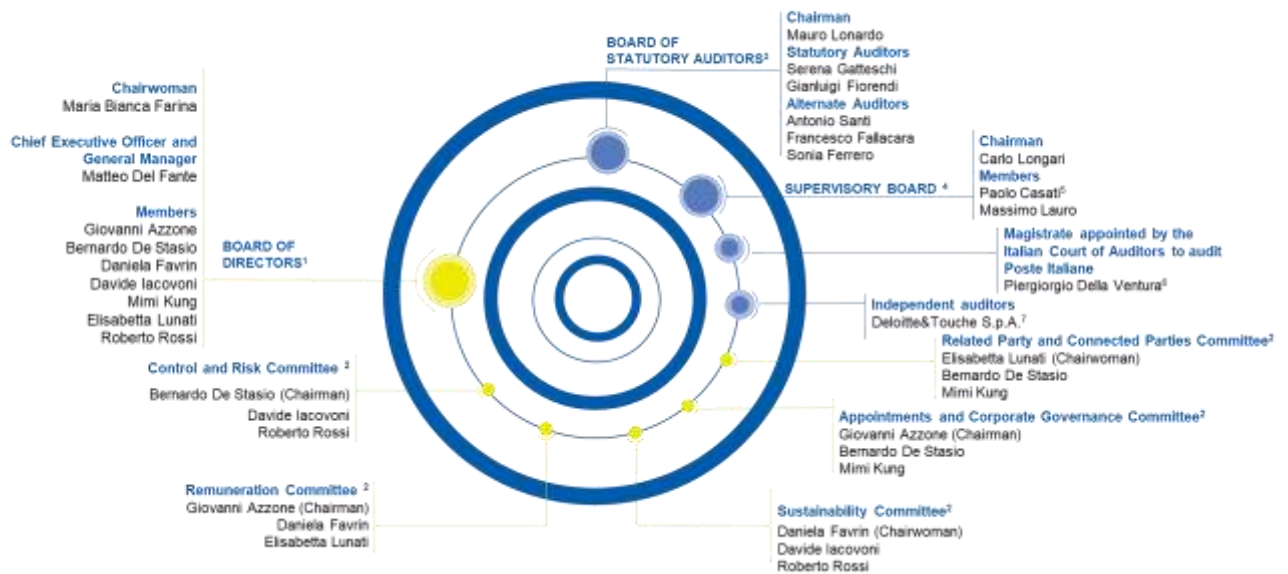 Chairwoman
Maria Bianca Farina
Chief Executive Officer and
General Manager
Matteo Del Fante
Members
Giovanni Azzone
Bernardo De Stasio
Daniela Favrin
Davide Iacovoni
Mimi Kung
Elisabetta Lunati
Roberto Rossi
BOARD OF
DIRECTORS¹
BOARD OF
STATUTORY AUDITORS³
Chairman
Mauro Lonardo
Statutory Auditors
Serena Gatteschi
Gianluigi Fiorendi
Alternate Auditors
Antonio Santi
Francesco Fallacara
Sonia Ferrero
SUPERVISORY BOARD ⁴
Chairman
Carlo Longari
Members
Paolo Casati⁵
Massimo Lauro
Magistrate appointed by the
Italian Court of Auditors to audit
Poste Italiane
Piergiorgio Della Ventura⁶
Independent auditors
Deloitte&Touche S.p.A.⁷
Related Party and Connected Parties Committee²
Elisabetta Lunati (Chairwoman)
Bernardo De Stasio
Mimi Kung
Appointments and Corporate Governance Committee²
Giovanni Azzone (Chairman)
Bernardo De Stasio
Mimi Kung
Sustainability Committee²
Daniela Favrin (Chairwoman)
Davide Iacovoni
Roberto Rossi
Control and Risk Committee ²
Bernardo De Stasio (Chairman)
Davide Iacovoni
Roberto Rossi
Remuneration Committee ²
Giovanni Azzone (Chairman)
Daniela Favrin
Elisabetta Lunati